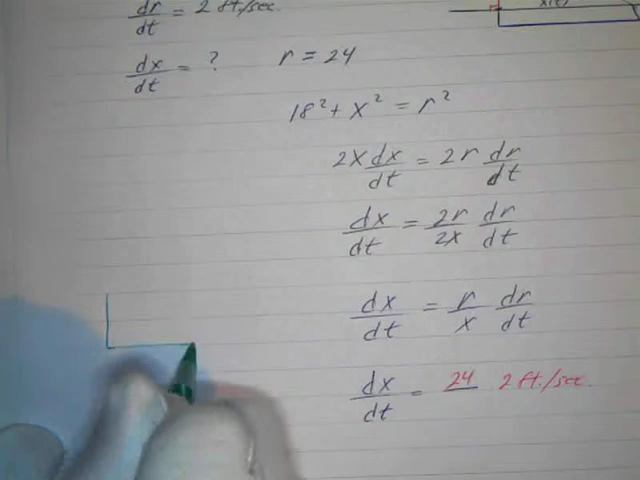 dr/dt = 2 ft/sec.
x(t)
dx/dt = ? r = 24
18² + x² = r²
2x dx/dt = 2r dr/dt
dx/dt = 2r/2x dr/dt
dx/dt = r/x dr/dt
dx/dt = 24/ 2 ft./sec.